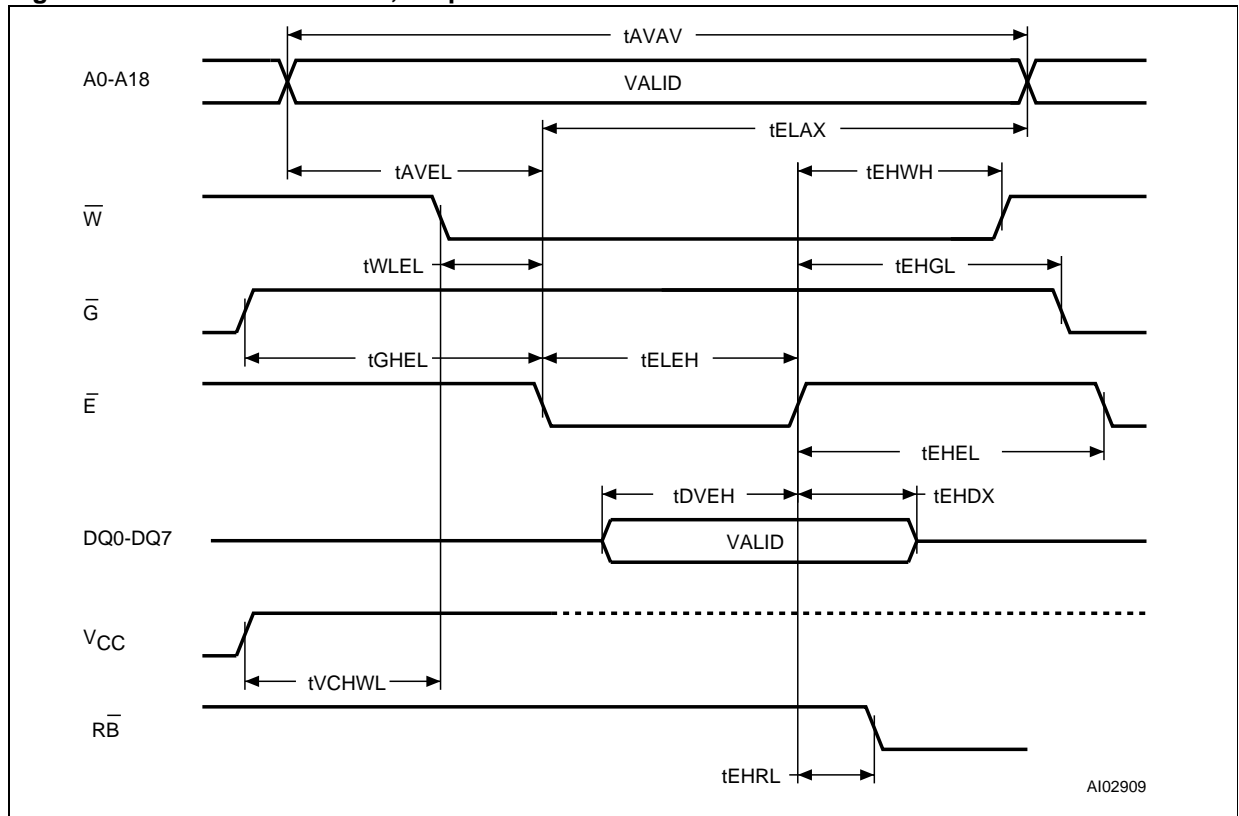 tAVAV
A0-A18
VALID
tELAX
tAVEL
tEHWH
W̅
tWLEL
tEHGL
G̅
tGHEL
tELEH
E̅
tEHEL
tDVEH
tEHDX
DQ0-DQ7
VALID
VCC
tVCHWL
RB̅
tEHRL
AI02909